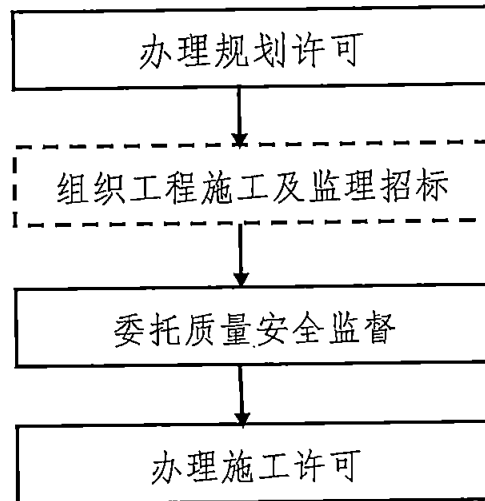 办理规划许可
组织工程施工及监理招标
委托质量安全监督
办理施工许可